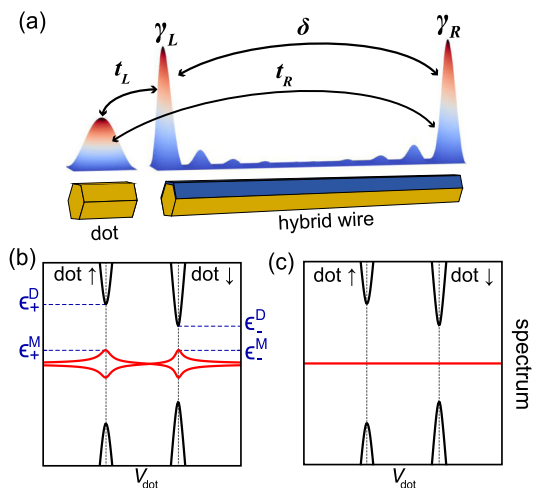 (a)
γL
δ
γR
tL
tR
dot
hybrid wire
(b)
dot ↑
dot ↓
ϵ+D
ϵ-D
ϵ+M
ϵ-M
Vdot
(c)
dot ↑
dot ↓
spectrum
Vdot